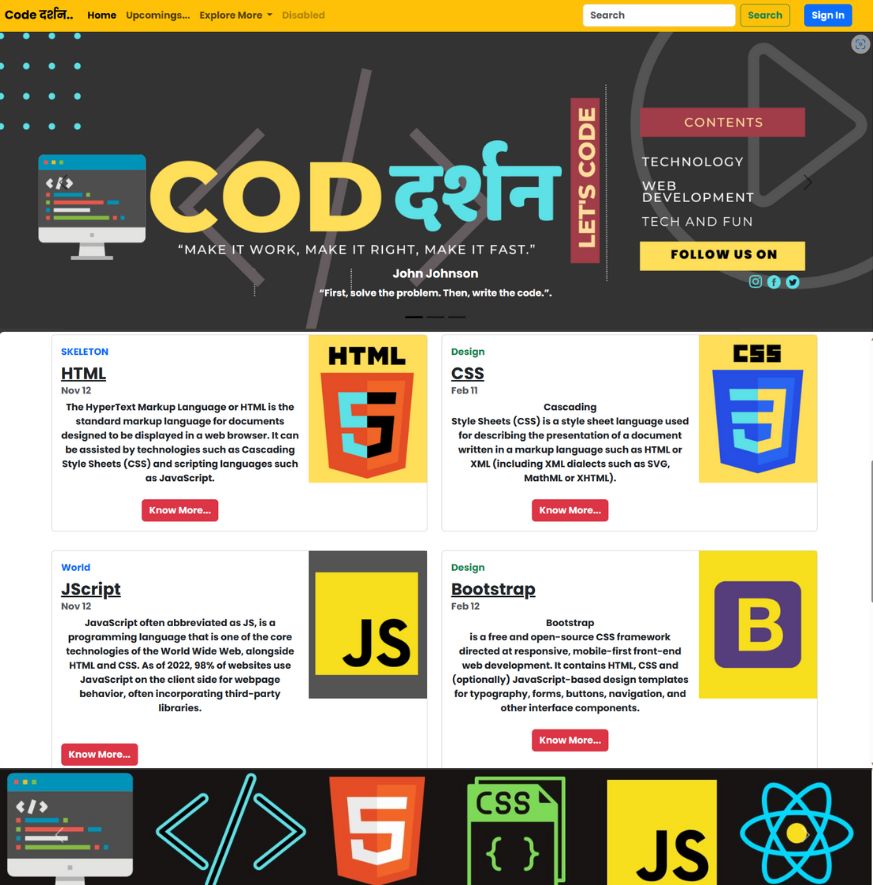 Code दर्शन.. Home Upcomings... Explore More Disabled Search Search Sign In
COD दर्शन
LET'S CODE
"MAKE IT WORK, MAKE IT RIGHT, MAKE IT FAST."
John Johnson
"First, solve the problem. Then, write the code.".
CONTENTS
TECHNOLOGY
WEB
DEVELOPMENT
TECH AND FUN
FOLLOW US ON
SKELETON
HTML
Nov 12
The HyperText Markup Language or HTML is the
standard markup language for documents
designed to be displayed in a web browser. It can
be assisted by technologies such as Cascading
Style Sheets (CSS) and scripting languages such
as JavaScript.
Know More...
HTML
5
Design
CSS
Feb 11
Cascading
Style Sheets (CSS) is a style sheet language used
for describing the presentation of a document
written in a markup language such as HTML or
XML (including XML dialects such as SVG,
MathML or XHTML).
Know More...
CSS
3
World
JScript
Nov 12
JavaScript often abbreviated as JS, is a
programming language that is one of the core
technologies of the World Wide Web, alongside
HTML and CSS. As of 2022, 98% of websites use
JavaScript on the client side for webpage
behavior, often incorporating third-party
libraries.
Know More...
JS
Design
Bootstrap
Feb 12
Bootstrap
is a free and open-source CSS framework
directed at responsive, mobile-first front-end
web development. It contains HTML, CSS and
(optionally) JavaScript-based design templates
for typography, forms, buttons, navigation, and
other interface components.
Know More...
B
</> 5 CSS { } JS